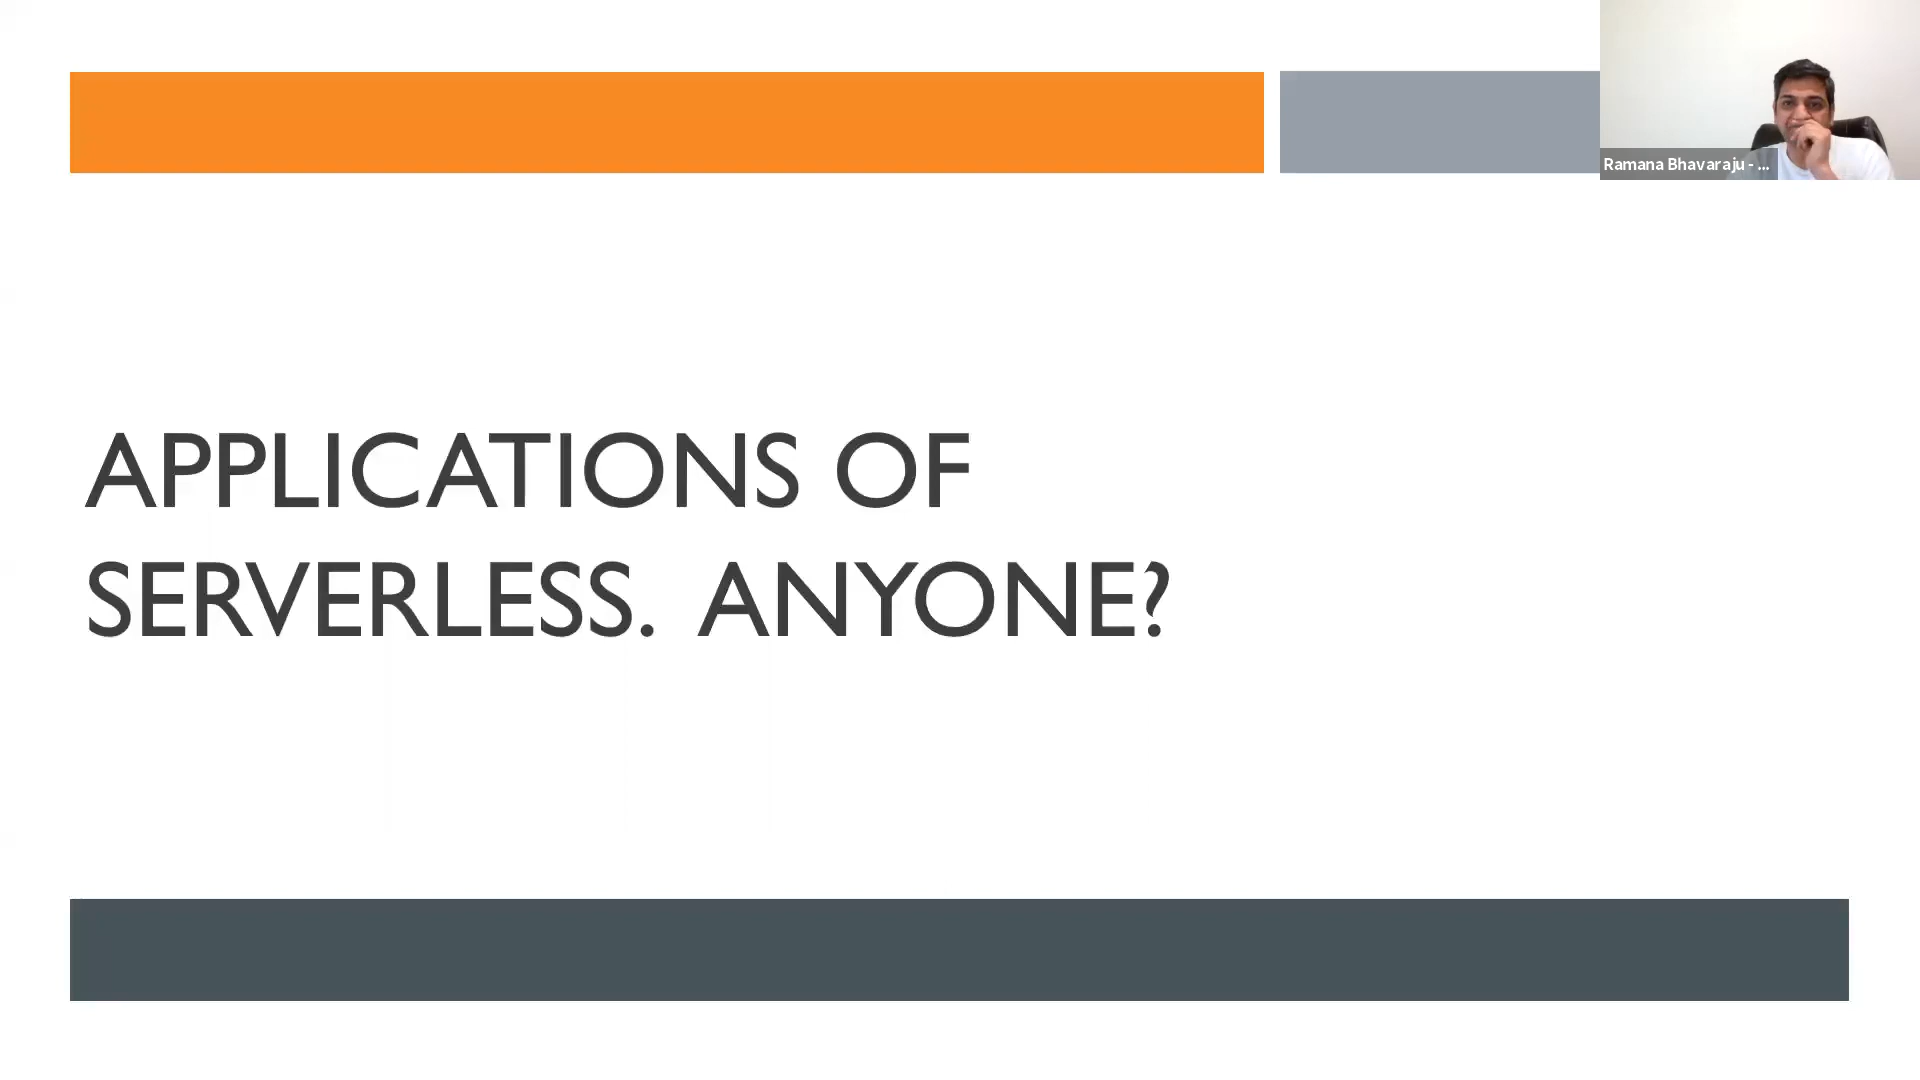 Ramana Bhavaraju - ...
APPLICATIONS OF
SERVERLESS. ANYONE?